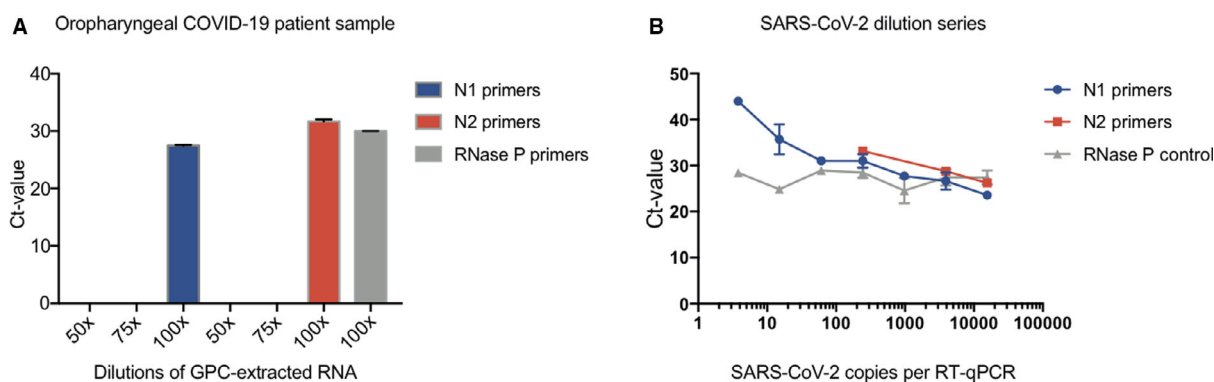 A
Oropharyngeal COVID-19 patient sample
40
30
20
10
0
Ct-value
50x
75x
100x
50x
75x
100x
100x
Dilutions of GPC-extracted RNA
N1 primers
N2 primers
RNase P primers
B
SARS-CoV-2 dilution series
50
40
30
20
10
0
Ct-value
1
10
100
1000
10000
100000
SARS-CoV-2 copies per RT-qPCR
N1 primers
N2 primers
RNase P control